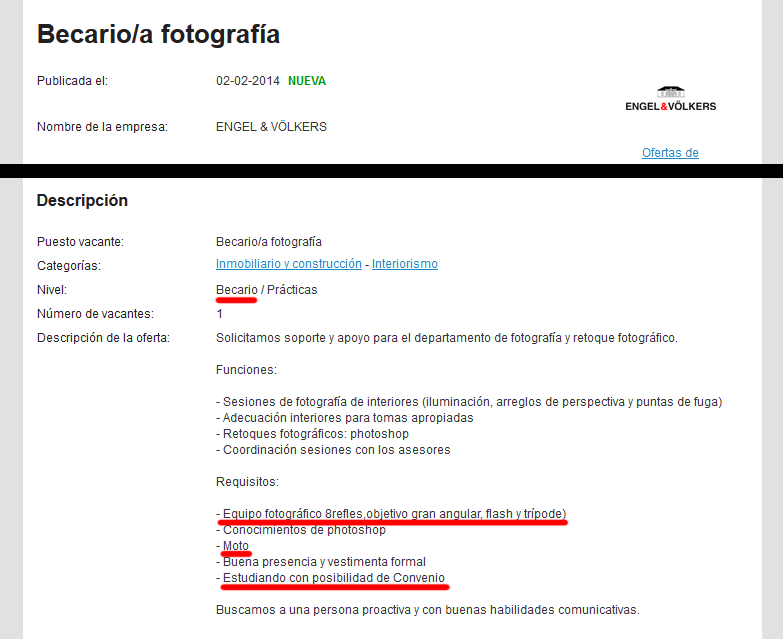 Becario/a fotografía
Publicada el: 02-02-2014 NUEVA
ENGEL&VÖLKERS
Nombre de la empresa: ENGEL & VÖLKERS
Ofertas de
Descripción
Puesto vacante: Becario/a fotografía
Categorías: Inmobiliario y construcción - Interiorismo
Nivel: Becario / Prácticas
Número de vacantes: 1
Descripción de la oferta: Solicitamos soporte y apoyo para el departamento de fotografía y retoque fotográfico.
Funciones:
- Sesiones de fotografía de interiores (iluminación, arreglos de perspectiva y puntas de fuga)
- Adecuación interiores para tomas apropiadas
- Retoques fotográficos: photoshop
- Coordinación sesiones con los asesores
Requisitos:
- Equipo fotográfico 8refles,objetivo gran angular, flash y trípode)
- Conocimientos de photoshop
- Moto
- Buena presencia y vestimenta formal
- Estudiando con posibilidad de Convenio
Buscamos a una persona proactiva y con buenas habilidades comunicativas.